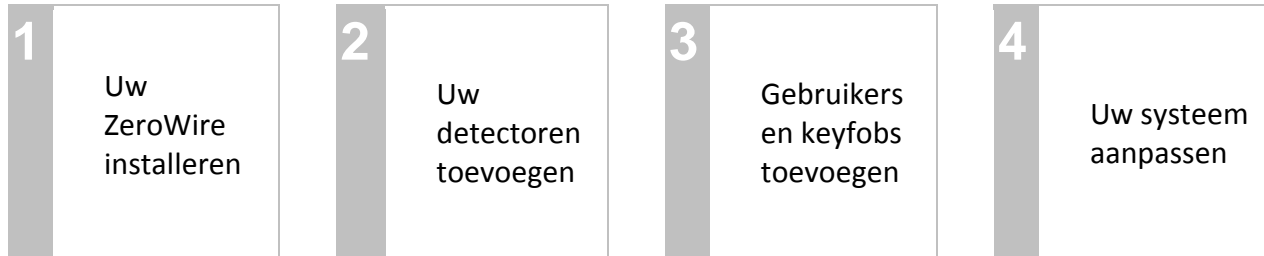 1
Uw
ZeroWire
installeren
2
Uw
detectoren
toevoegen
3
Gebruikers
en keyfobs
toevoegen
4
Uw systeem
aanpassen